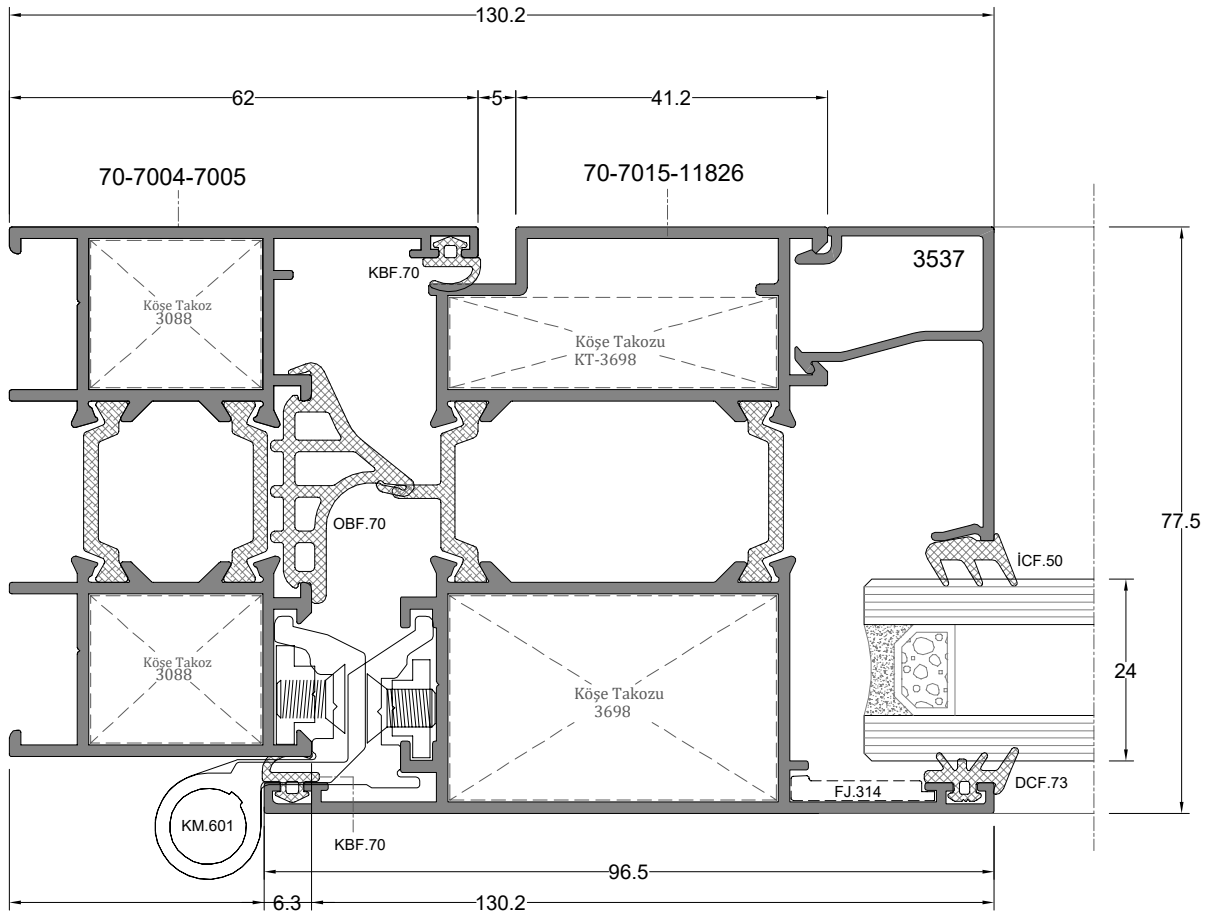 130.2
62
5
41.2
70-7004-7005
70-7015-11826
KBF.70
3537
Köşe Takoz
3088
Köşe Takozu
KT-3698
OBF.70
77.5
İCF.50
Köşe Takoz
3088
Köşe Takozu
3698
24
FJ.314
DCF.73
KM.601
KBF.70
96.5
6.3
130.2